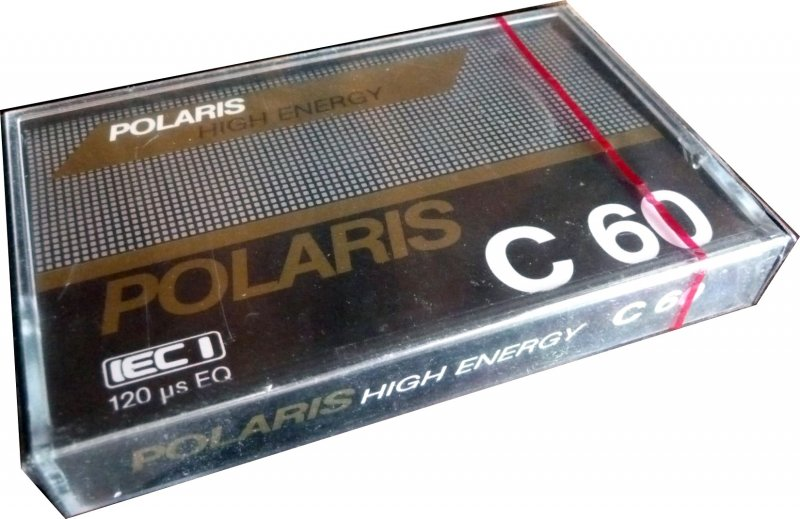 POLARIS
HIGH ENERGY
POLARIS
C 60
IEC I
120 µs EQ
POLARIS HIGH ENERGY C 60